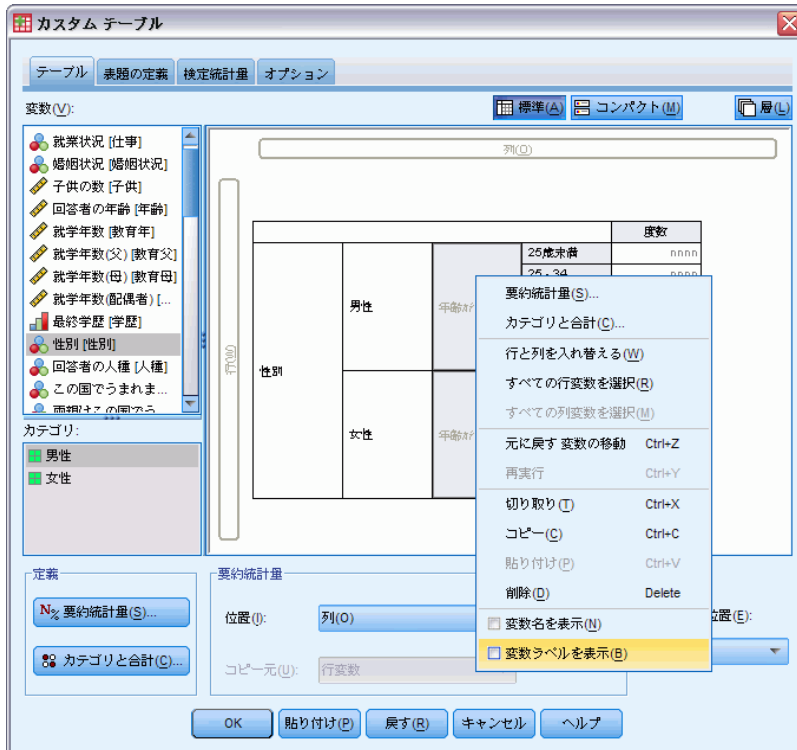 カスタム テーブル
テーブル 表題の定義 検定統計量 オプション
変数(V):
標準(A) コンパクト(M) 層(L)
就業状況 [仕事]
婚姻状況 [婚姻状況]
子供の数 [子供]
回答者の年齢 [年齢]
就学年数 [教育年]
就学年数(父) [教育父]
就学年数(母) [教育母]
就学年数(配偶者) [...
最終学歴 [学歴]
性別 [性別]
回答者の人種 [人種]
この国でうまれま...
両親はこの国でう...
カテゴリ:
男性
女性
列(O)
行(W)
度数
25歳未満 nnnn
25 - 34 nnnn
性別
男性
女性
要約統計量(S)...
カテゴリと合計(C)...
行と列を入れ替える(W)
すべての行変数を選択(R)
すべての列変数を選択(M)
元に戻す 変数の移動 Ctrl+Z
再実行 Ctrl+Y
切り取り(T) Ctrl+X
コピー(C) Ctrl+C
貼り付け(P) Ctrl+V
削除(D) Delete
変数名を表示(N)
変数ラベルを表示(B)
定義
N% 要約統計量(S)...
カテゴリと合計(C)...
要約統計量
位置(I): 列(O)
コピー元(U): 行変数
位置(E):
OK 貼り付け(P) 戻す(R) キャンセル ヘルプ